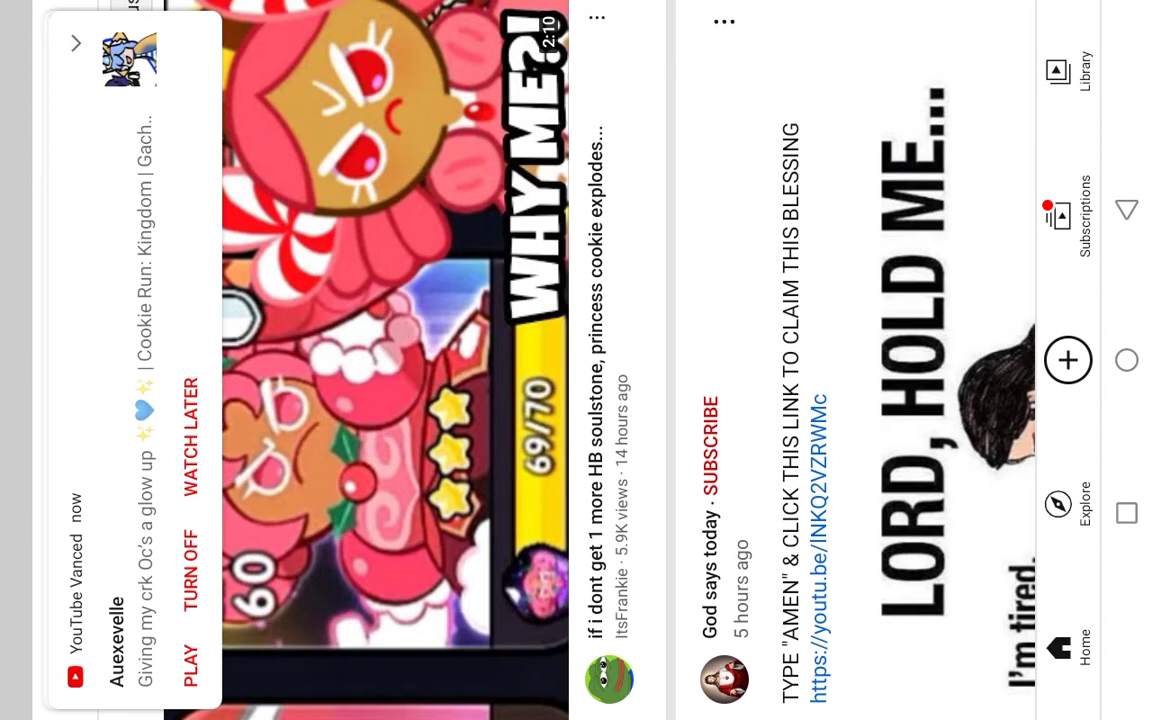 YouTube Vanced now
Auexevelle
Giving my crk Oc's a glow up ✨💙✨ | Cookie Run: Kingdom | Gach..
PLAY TURN OFF WATCH LATER
60
69/70
WHY ME?!
2:10
if i dont get 1 more HB soulstone, princess cookie explodes...
ItsFrankie · 5.9K views · 14 hours ago
God says today · SUBSCRIBE
5 hours ago
TYPE "AMEN" & CLICK THIS LINK TO CLAIM THIS BLESSING
https://youtu.be/lNKQ2VZRWMc
LORD, HOLD ME...
I'm tired.
Home
Explore
Subscriptions
Library